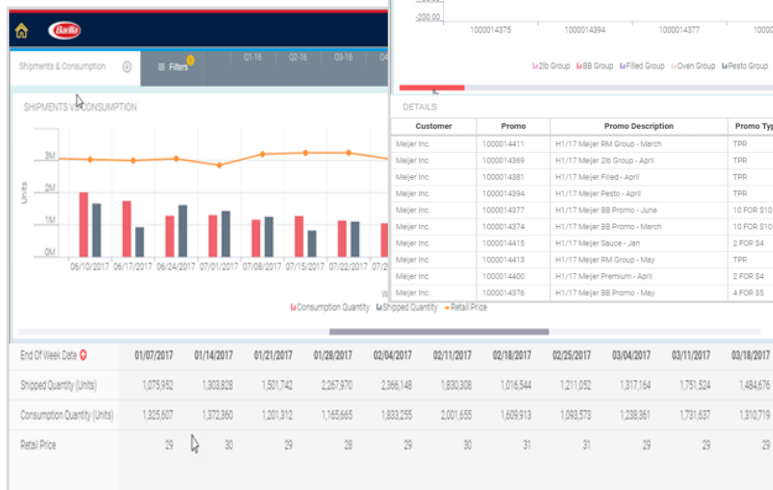 Barilla
Shipments & Consumption
Filters
Q1-16 Q2-16 Q3-16 Q4
SHIPMENTS VS CONSUMPTION
Units
3M
2M
1M
0M
06/10/2017 06/17/2017 06/24/2017 07/01/2017 07/08/2017 07/15/2017 07/22/2017 07/2
W
Consumption Quantity Shipped Quantity Retail Price
-200.00
1000014375 1000014394 1000014377 10000
2lb Group BB Group Filled Group Oven Group Pesto Group
DETAILS
Customer Promo Promo Description Promo Typ
Meijer Inc. 1000014411 H1/17 Meijer RM Group - March TPR
Meijer Inc. 1000014369 H1/17 Meijer 2lb Group - April TPR
Meijer Inc. 1000014381 H1/17 Meijer Filled - April TPR
Meijer Inc. 1000014394 H1/17 Meijer Pesto - April TPR
Meijer Inc. 1000014377 H1/17 Meijer BB Promo - June 10 FOR $10
Meijer Inc. 1000014374 H1/17 Meijer BB Promo - March 10 FOR $10
Meijer Inc. 1000014415 H1/17 Meijer Sauce - Jan 2 FOR $4
Meijer Inc. 1000014413 H1/17 Meijer RM Group - May TPR
Meijer Inc. 1000014400 H1/17 Meijer Premium - April 2 FOR $4
Meijer Inc. 1000014376 H1/17 Meijer BB Promo - May 4 FOR $5
End Of Week Date 01/07/2017 01/14/2017 01/21/2017 01/28/2017 02/04/2017 02/11/2017 02/18/2017 02/25/2017 03/04/2017 03/11/2017 03/18/2017
Shipped Quantity (Units) 1,075,952 1,303,828 1,501,742 2,267,970 2,366,148 1,830,308 1,016,544 1,211,052 1,317,164 1,751,524 1,484,676
Consumption Quantity (Units) 1,325,607 1,372,360 1,201,312 1,165,665 1,833,255 2,001,655 1,609,913 1,093,573 1,238,361 1,731,637 1,310,719
Retail Price 29 30 29 28 29 30 31 31 29 29 29